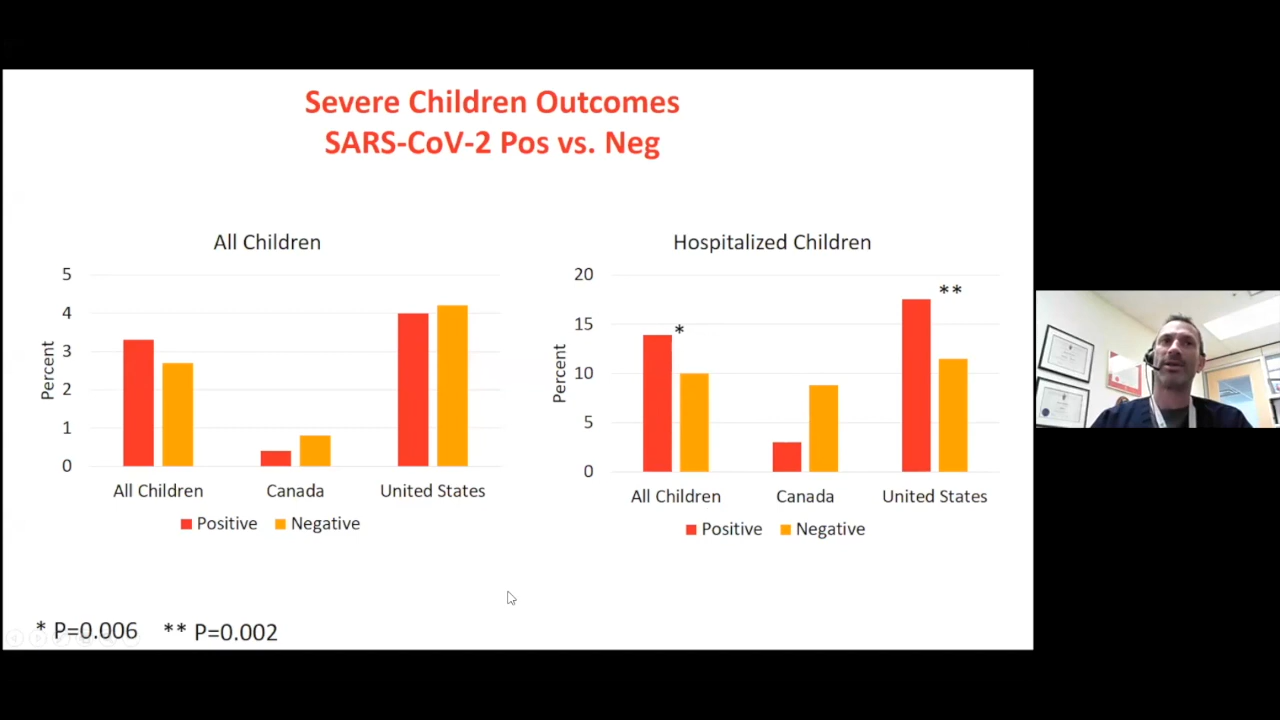 Severe Children Outcomes
SARS-CoV-2 Pos vs. Neg
All Children
5
4
3
2
1
0
Percent
All Children Canada United States
Positive Negative
Hospitalized Children
20
15
10
5
0
Percent
*
**
All Children Canada United States
Positive Negative
* P=0.006 ** P=0.002